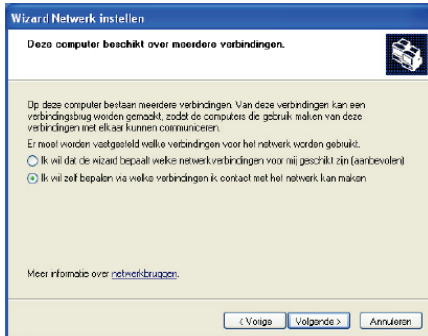 Wizard Netwerk instellen
Deze computer beschikt over meerdere verbindingen.
Op deze computer bestaan meerdere verbindingen. Van deze verbindingen kan een
verbindingsbrug worden gemaakt, zodat de computers die gebruik maken van deze
verbindingen met elkaar kunnen communiceren.
Er moet worden vastgesteld welke verbindingen voor het netwerk worden gebruikt.
Ik wil dat de wizard bepaalt welke netwerkverbindingen voor mij geschikt zijn (aanbevolen)
Ik wil zelf bepalen via welke verbindingen ik contact met het netwerk kan maken
Meer informatie over netwerkbruggen.
< Vorige Volgende > Annuleren